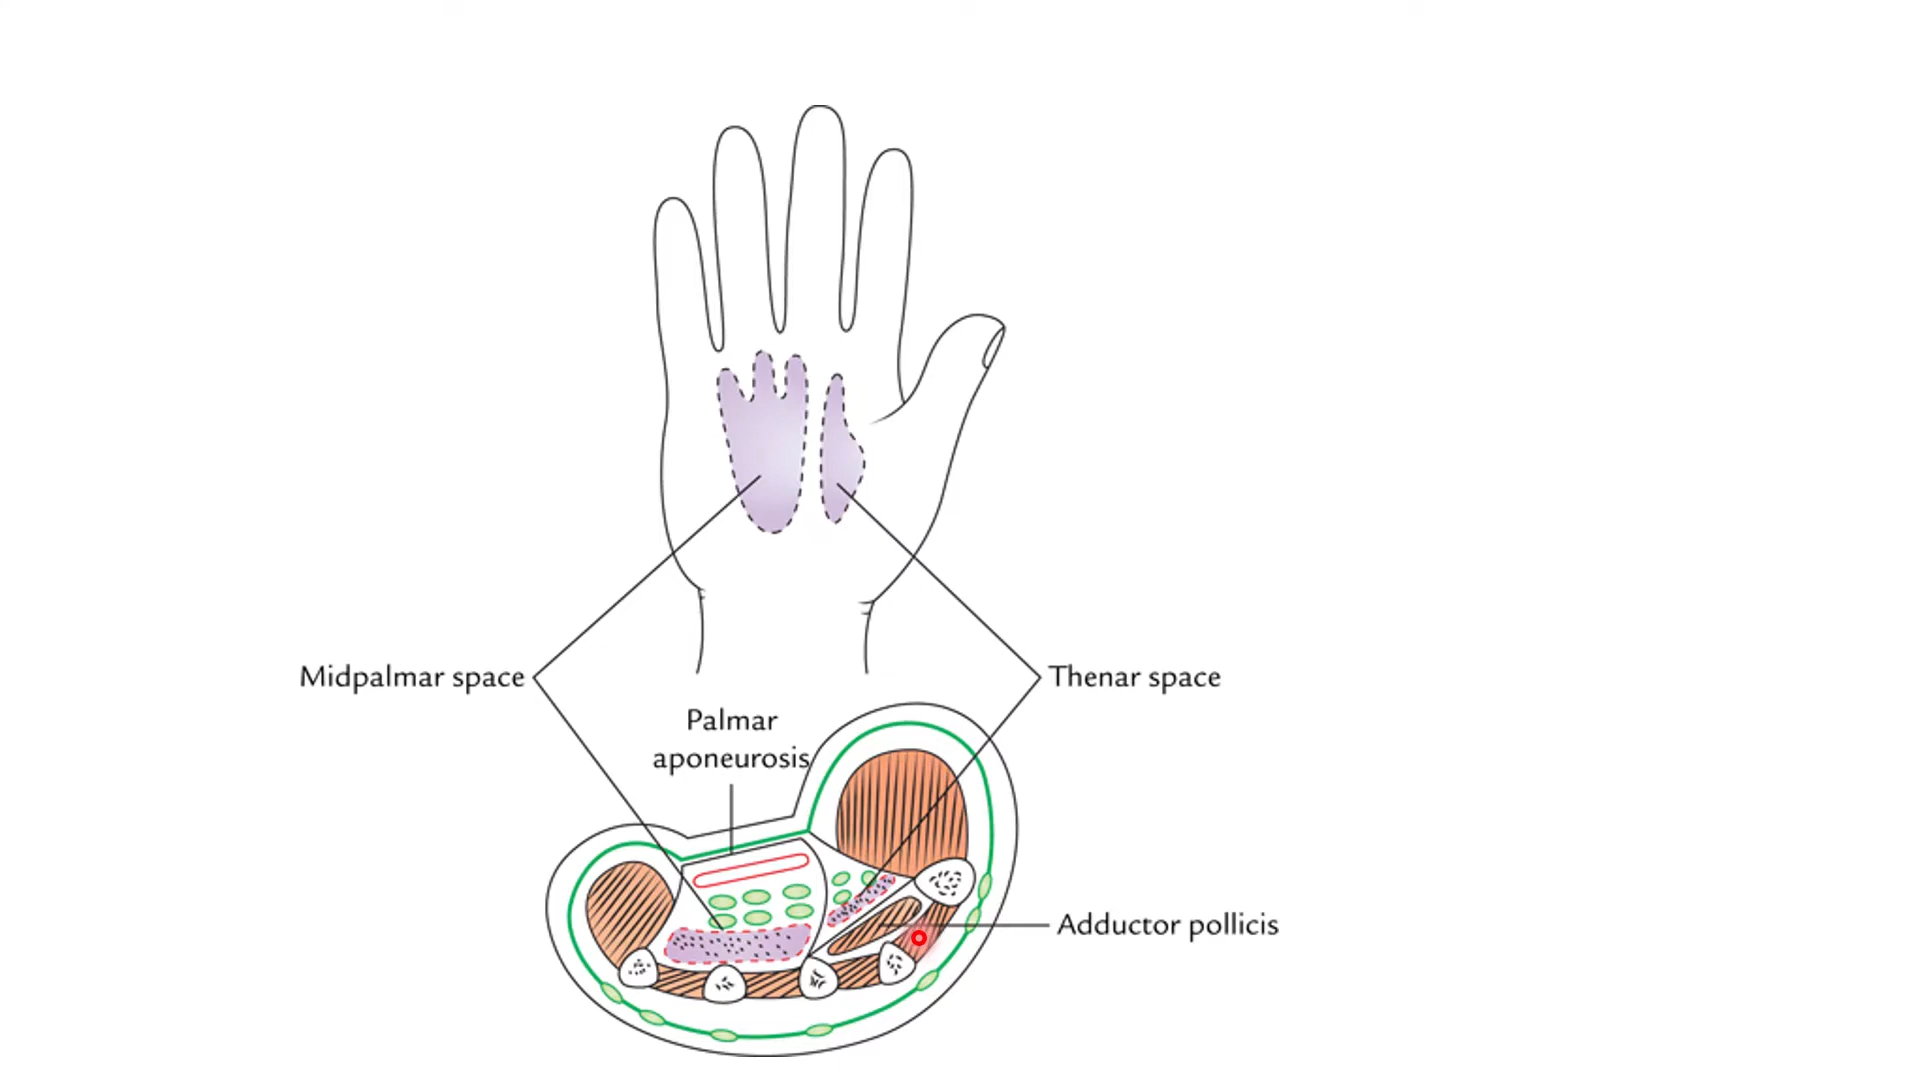 Midpalmar space
Thenar space
Palmar
aponeurosis
Adductor pollicis